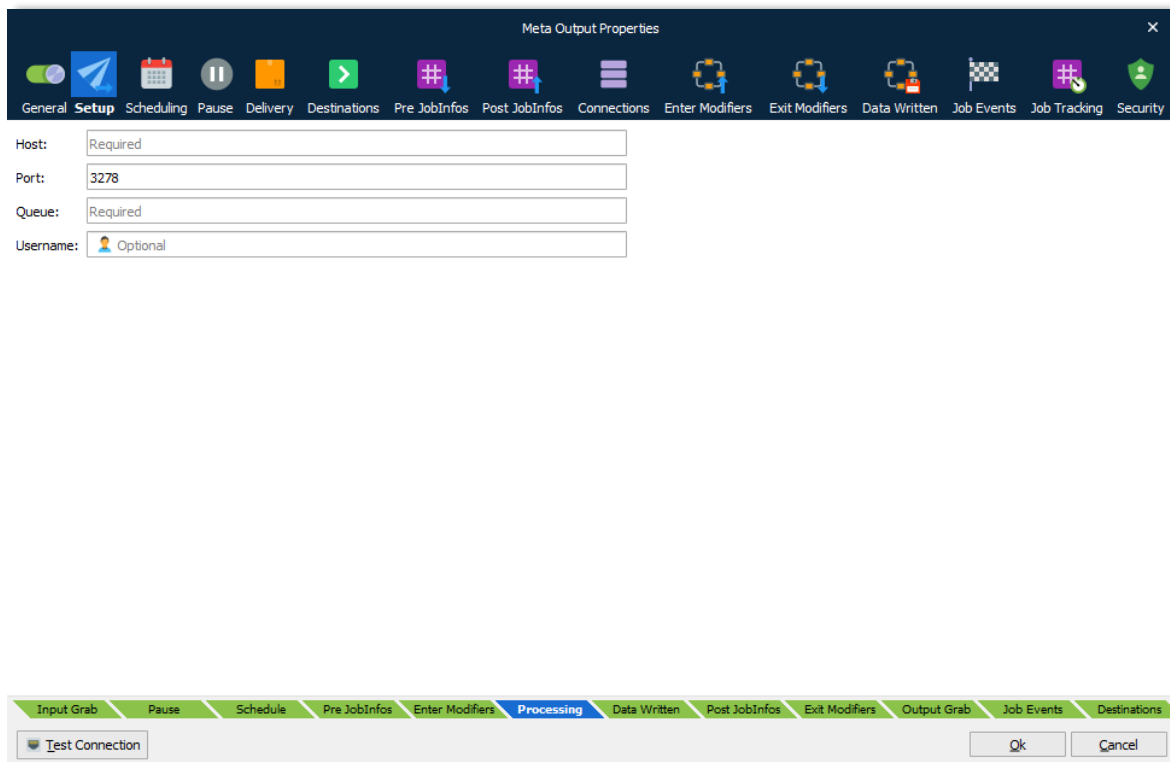 Meta Output Properties
General Setup Scheduling Pause Delivery Destinations Pre JobInfos Post JobInfos Connections Enter Modifiers Exit Modifiers Data Written Job Events Job Tracking Security
Host: Required
Port: 3278
Queue: Required
Username: Optional
Input Grab Pause Schedule Pre JobInfos Enter Modifiers Processing Data Written Post JobInfos Exit Modifiers Output Grab Job Events Destinations
Test Connection Ok Cancel